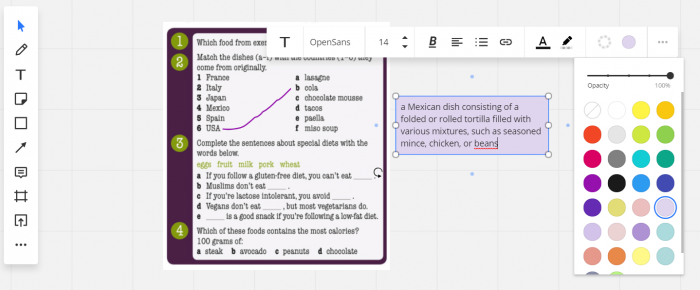 OpenSans
14
B
A
1 Which food from exer
2 Match the dishes (a–f) with the countries (1–6) they
come from originally.
1 France a lasagne
2 Italy b cola
3 Japan c chocolate mousse
4 Mexico d tacos
5 Spain e paella
6 USA f miso soup
3 Complete the sentences about special diets with the
words below.
eggs fruit milk pork wheat
a If you follow a gluten-free diet, you can't eat _____ .
b Muslims don't eat _____ .
c If you're lactose intolerant, you avoid _____ .
d Vegans don't eat _____ , but most vegetarians do.
e _____ is a good snack if you're following a low-fat diet.
4 Which of these foods contains the most calories?
100 grams of:
a steak b avocado c peanuts d chocolate
a Mexican dish consisting of a
folded or rolled tortilla filled with
various mixtures, such as seasoned
mince, chicken, or beans
Opacity 100%